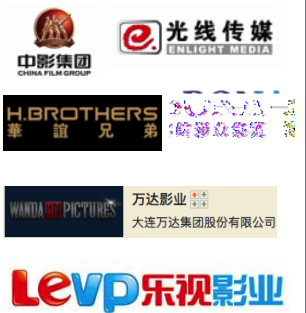 中影集团
CHINA FILM GROUP
光线传媒
ENLIGHT MEDIA
H.BROTHERS
華誼兄弟
WANDA PICTURES
万达影业
大连万达集团股份有限公司
Levp乐视影业